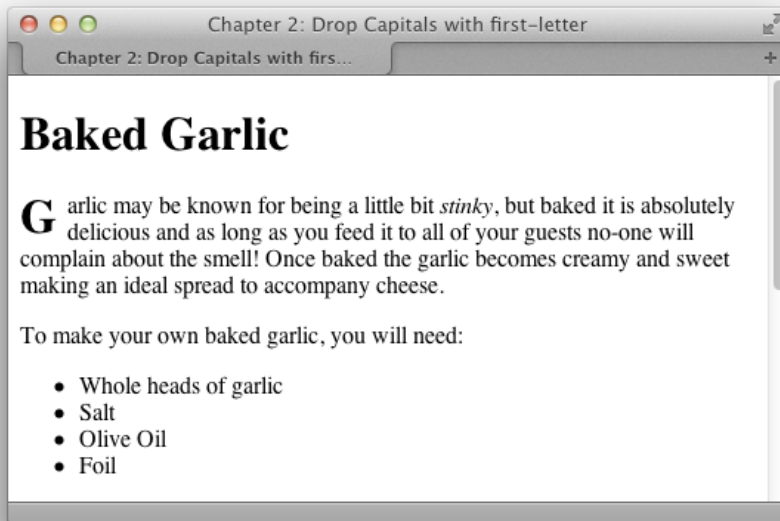 Chapter 2: Drop Capitals with first-letter
Chapter 2: Drop Capitals with firs...
Baked Garlic
Garlic may be known for being a little bit stinky, but baked it is absolutely
delicious and as long as you feed it to all of your guests no-one will
complain about the smell! Once baked the garlic becomes creamy and sweet
making an ideal spread to accompany cheese.
To make your own baked garlic, you will need:
• Whole heads of garlic
• Salt
• Olive Oil
• Foil